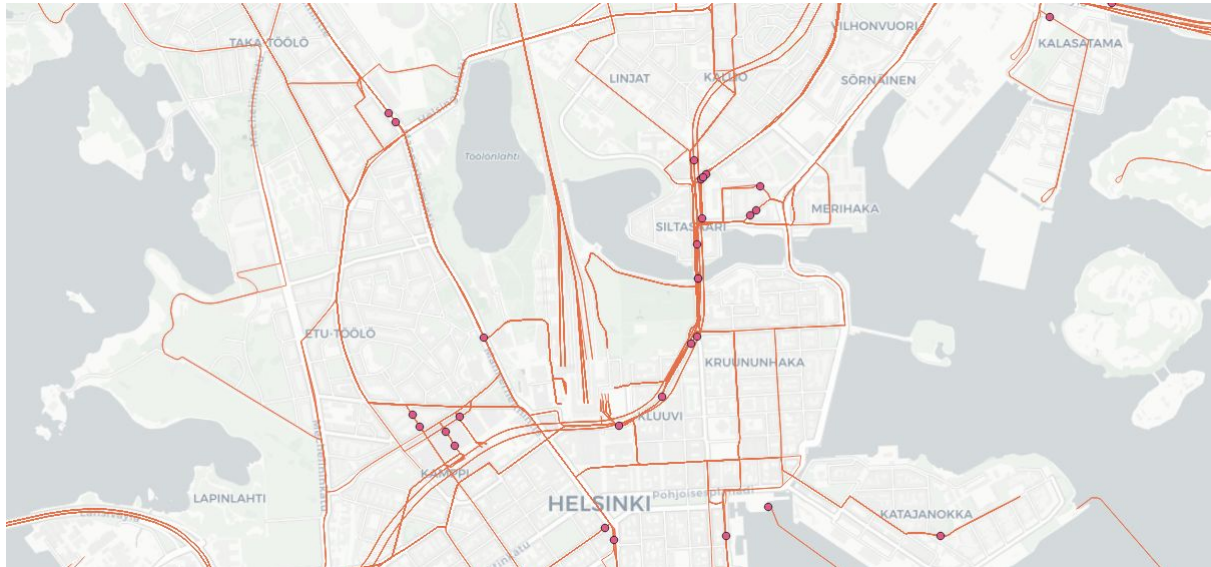 VILHONVUORI
TAKA-TÖÖLÖ
KALASATAMA
LINJAT
KALLIO
SÖRNÄINEN
Töölönlahti
MERIHAKA
SILTASAARI
ETU-TÖÖLÖ
KRUUNUNHAKA
KLUUVI
KAMPPI
LAPINLAHTI
Pohjoisesplanadi
HELSINKI
KATAJANOKKA
Länsiväylä